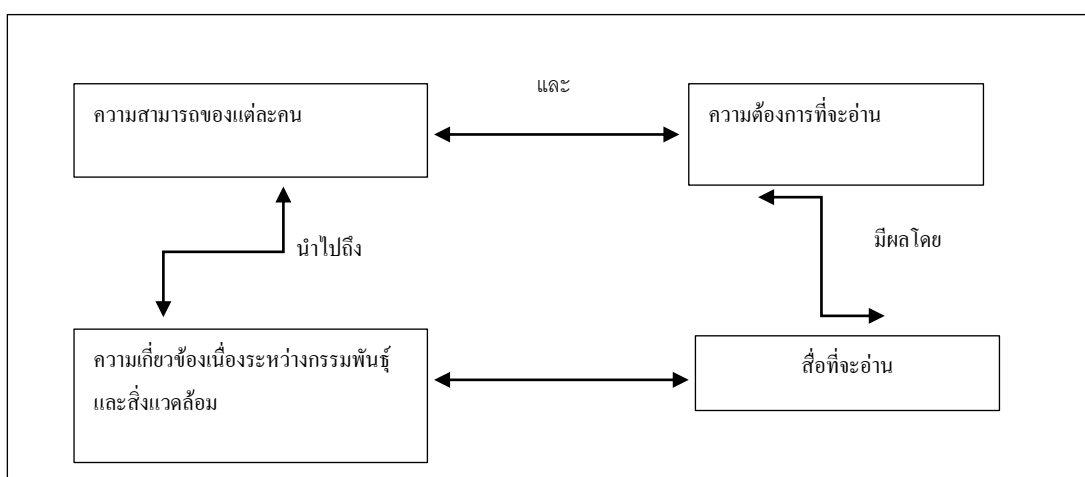 และ
ความสามารถของแต่ละคน
ความต้องการที่จะอ่าน
นำไปถึง
มีผลโดย
ความเกี่ยวข้องเนื่องระหว่างกรรมพันธุ์
และสิ่งแวดล้อม
สื่อที่จะอ่าน